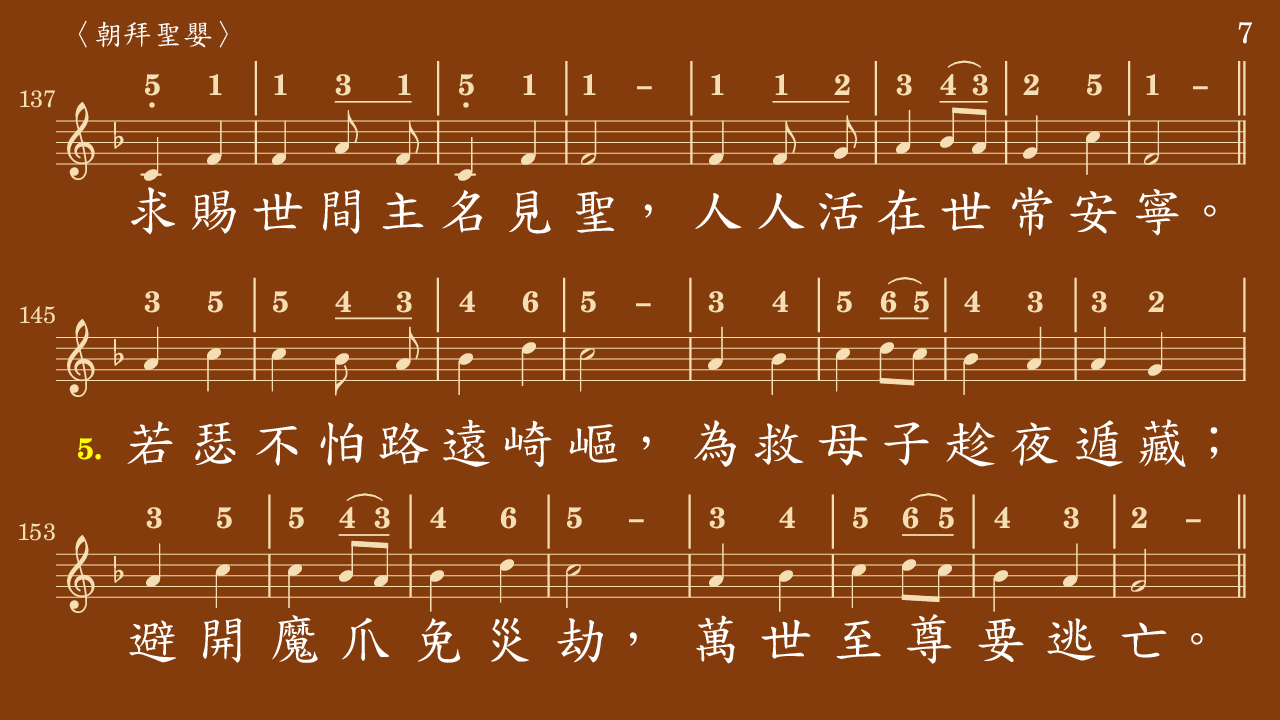 〈朝拜聖嬰〉 7
137 5̣ 1 | 1 3 1 | 5̣ 1 | 1 – | 1 1 2 | 3 4 3 | 2 5 | 1 – ‖
求賜世間主名見聖，人人活在世常安寧。
145 3 5 | 5 4 3 | 4 6 | 5 – | 3 4 | 5 6 5 | 4 3 | 3 2 |
5. 若瑟不怕路遠崎嶇，為救母子趁夜遁藏；
153 3 5 | 5 4 3 | 4 6 | 5 – | 3 4 | 5 6 5 | 4 3 | 2 – ‖
避開魔爪免災劫，萬世至尊要逃亡。